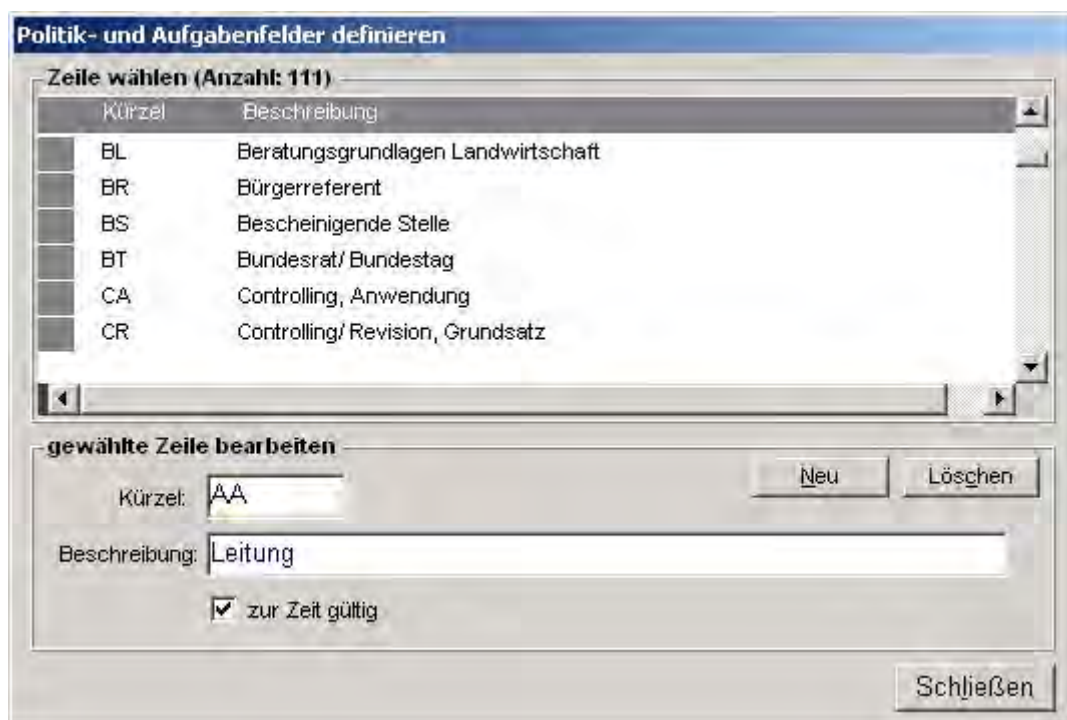 Politik- und Aufgabenfelder definieren
Zeile wählen (Anzahl: 111)
Kürzel Beschreibung
BL Beratungsgrundlagen Landwirtschaft
BR Bürgerreferent
BS Bescheinigende Stelle
BT Bundesrat/ Bundestag
CA Controlling, Anwendung
CR Controlling/ Revision, Grundsatz
gewählte Zeile bearbeiten
Neu Löschen
Kürzel: AA
Beschreibung: Leitung
zur Zeit gültig
Schließen